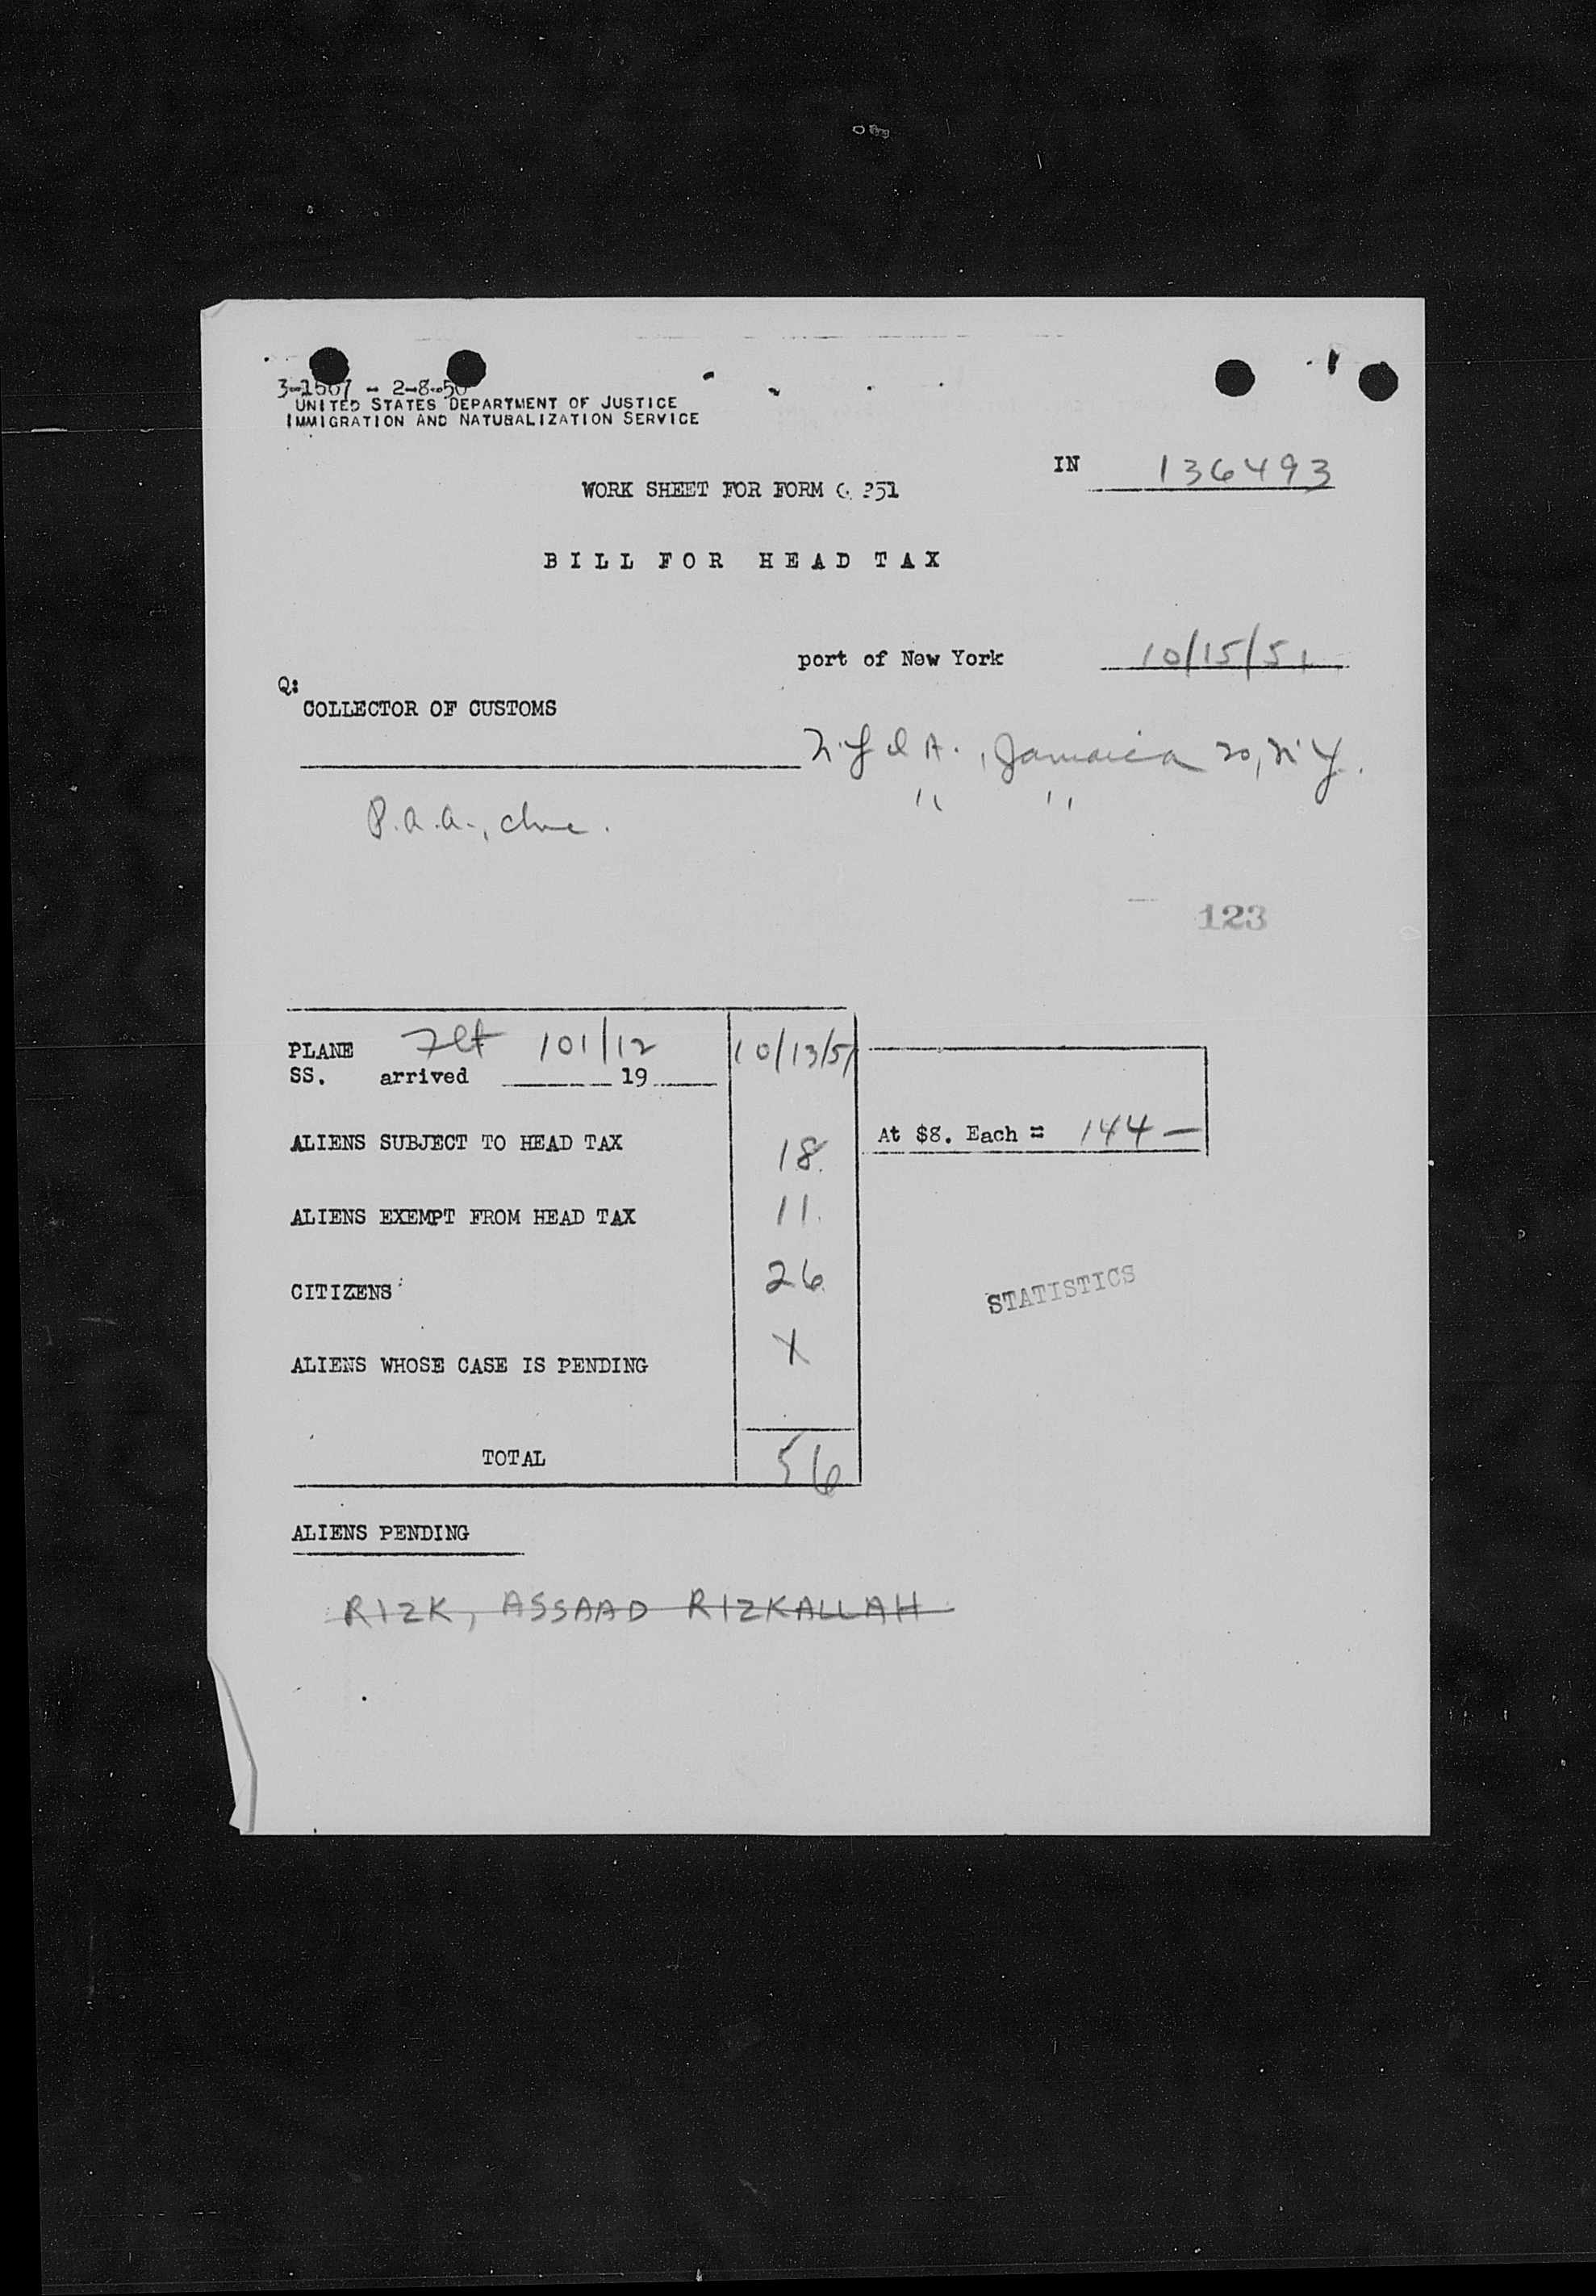 3-1567 - 2-8-50
UNITED STATES DEPARTMENT OF JUSTICE
IMMIGRATION AND NATURALIZATION SERVICE
IN 136493
WORK SHEET FOR FORM G 351
BILL FOR HEAD TAX
port of New York 10/15/51
Q:
COLLECTOR OF CUSTOMS
N.Y.I.A., Jamaica 20, N.Y.
" "
P.A.A., Inc.
123
PLANE Flt 101/12 10/13/51
SS. arrived 19
ALIENS SUBJECT TO HEAD TAX 18. At $8. Each = 144 —
ALIENS EXEMPT FROM HEAD TAX 11.
CITIZENS 26
STATISTICS
ALIENS WHOSE CASE IS PENDING X
TOTAL 56
ALIENS PENDING
RIZK, ASSAAD RIZKALLAH